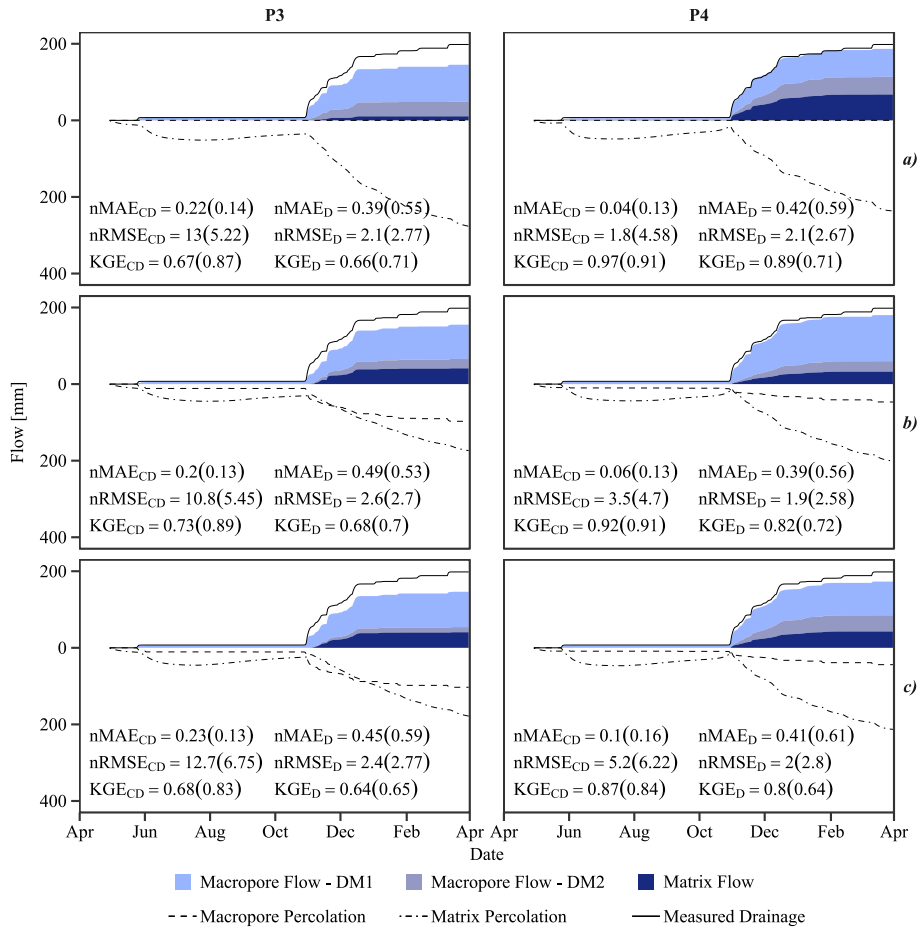 P3 P4
200
0
200
400
nMAE_CD = 0.22(0.14) nMAE_D = 0.39(0.55)
nRMSE_CD = 13(5.22) nRMSE_D = 2.1(2.77)
KGE_CD = 0.67(0.87) KGE_D = 0.66(0.71)
nMAE_CD = 0.04(0.13) nMAE_D = 0.42(0.59)
nRMSE_CD = 1.8(4.58) nRMSE_D = 2.1(2.67)
KGE_CD = 0.97(0.91) KGE_D = 0.89(0.71)
a)
Flow [mm]
200
0
200
400
nMAE_CD = 0.2(0.13) nMAE_D = 0.49(0.53)
nRMSE_CD = 10.8(5.45) nRMSE_D = 2.6(2.7)
KGE_CD = 0.73(0.89) KGE_D = 0.68(0.7)
nMAE_CD = 0.06(0.13) nMAE_D = 0.39(0.56)
nRMSE_CD = 3.5(4.7) nRMSE_D = 1.9(2.58)
KGE_CD = 0.92(0.91) KGE_D = 0.82(0.72)
b)
200
0
200
400
nMAE_CD = 0.23(0.13) nMAE_D = 0.45(0.59)
nRMSE_CD = 12.7(6.75) nRMSE_D = 2.4(2.77)
KGE_CD = 0.68(0.83) KGE_D = 0.64(0.65)
nMAE_CD = 0.1(0.16) nMAE_D = 0.41(0.61)
nRMSE_CD = 5.2(6.22) nRMSE_D = 2(2.8)
KGE_CD = 0.87(0.84) KGE_D = 0.8(0.64)
c)
Apr Jun Aug Oct Dec Feb Apr Apr Jun Aug Oct Dec Feb Apr
Date
Macropore Flow - DM1 Macropore Flow - DM2 Matrix Flow
Macropore Percolation Matrix Percolation Measured Drainage